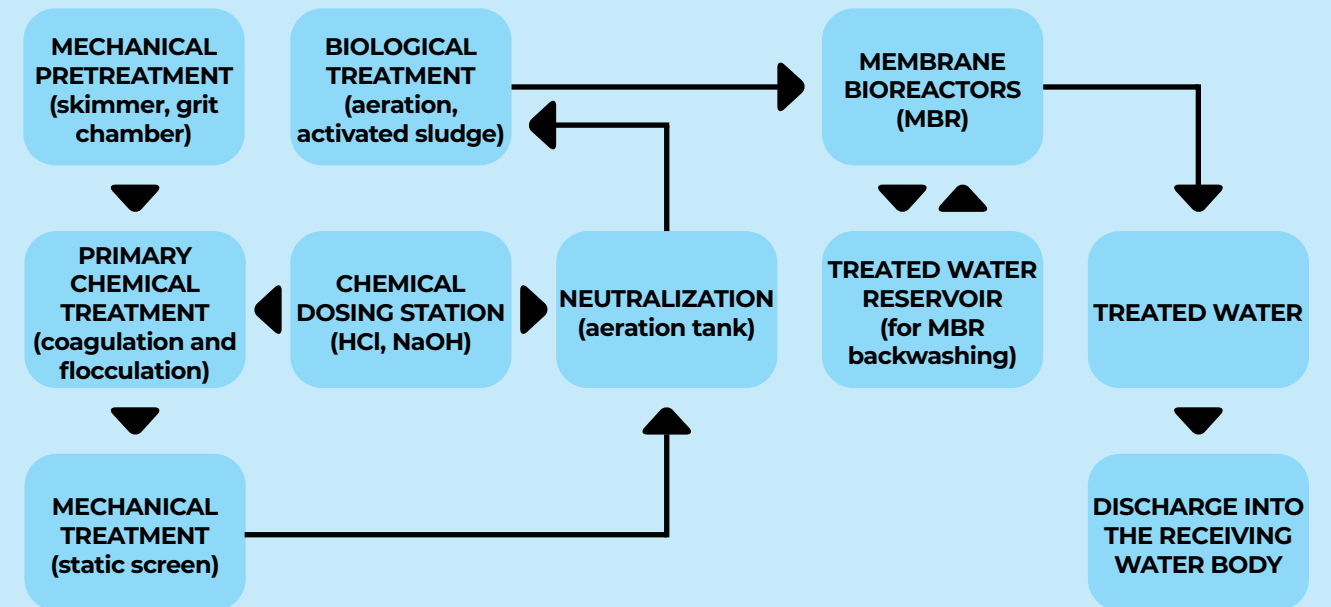 MECHANICAL
PRETREATMENT
(skimmer, grit
chamber)
BIOLOGICAL
TREATMENT
(aeration,
activated sludge)
MEMBRANE
BIOREACTORS
(MBR)
PRIMARY
CHEMICAL
TREATMENT
(coagulation and
flocculation)
CHEMICAL
DOSING STATION
(HCl, NaOH)
NEUTRALIZATION
(aeration tank)
TREATED WATER
RESERVOIR
(for MBR
backwashing)
TREATED WATER
MECHANICAL
TREATMENT
(static screen)
DISCHARGE INTO
THE RECEIVING
WATER BODY